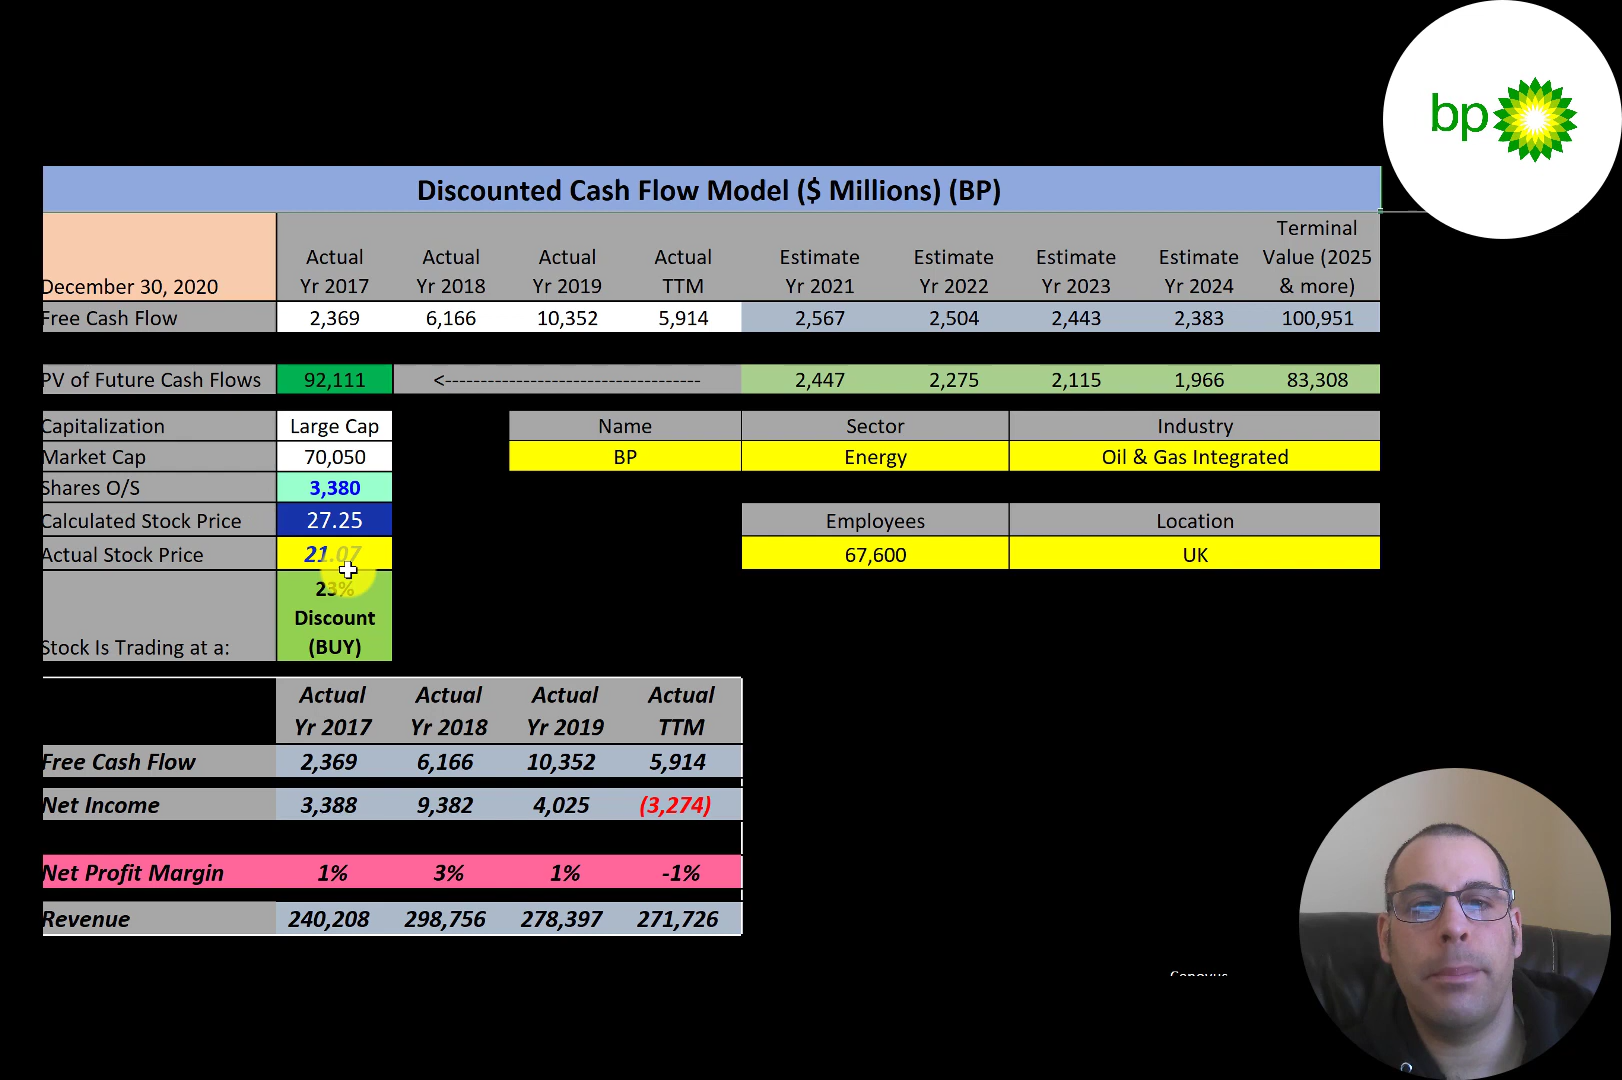 bp
Discounted Cash Flow Model ($ Millions) (BP)
Terminal
Actual Actual Actual Actual Estimate Estimate Estimate Estimate Value (2025
December 30, 2020 Yr 2017 Yr 2018 Yr 2019 TTM Yr 2021 Yr 2022 Yr 2023 Yr 2024 & more)
Free Cash Flow 2,369 6,166 10,352 5,914 2,567 2,504 2,443 2,383 100,951
PV of Future Cash Flows 92,111 <------------------------------------ 2,447 2,275 2,115 1,966 83,308
Capitalization Large Cap Name Sector Industry
Market Cap 70,050 BP Energy Oil & Gas Integrated
Shares O/S 3,380
Calculated Stock Price 27.25 Employees Location
Actual Stock Price 21.07 67,600 UK
23%
Discount
Stock Is Trading at a: (BUY)
Actual Actual Actual Actual
Yr 2017 Yr 2018 Yr 2019 TTM
Free Cash Flow 2,369 6,166 10,352 5,914
Net Income 3,388 9,382 4,025 (3,274)
Net Profit Margin 1% 3% 1% -1%
Revenue 240,208 298,756 278,397 271,726